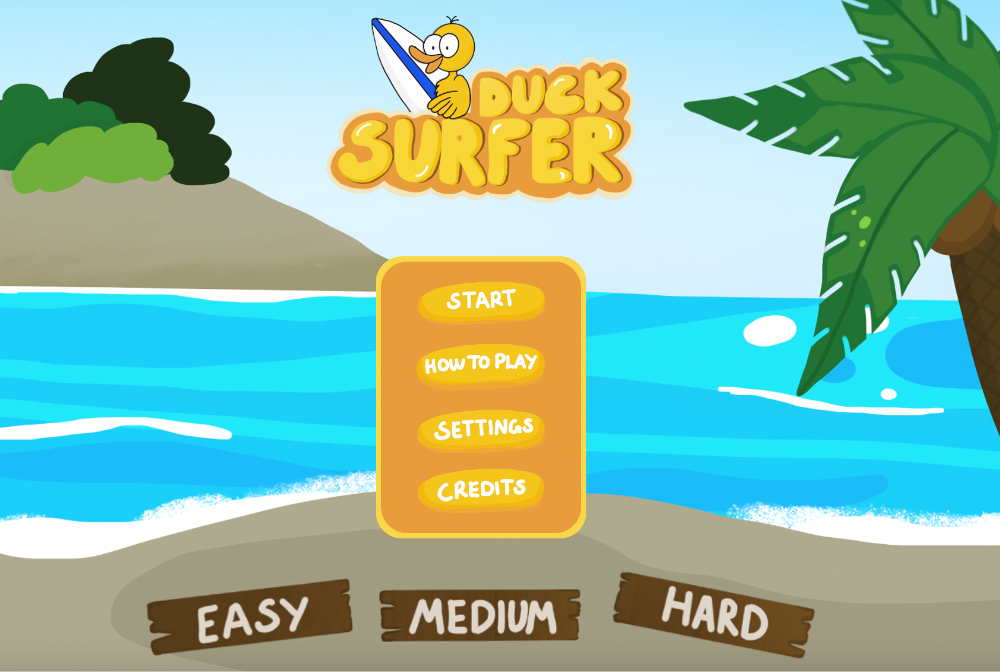 DUCK
SURFER
START
HOW TO PLAY
SETTINGS
CREDITS
EASY
MEDIUM
HARD